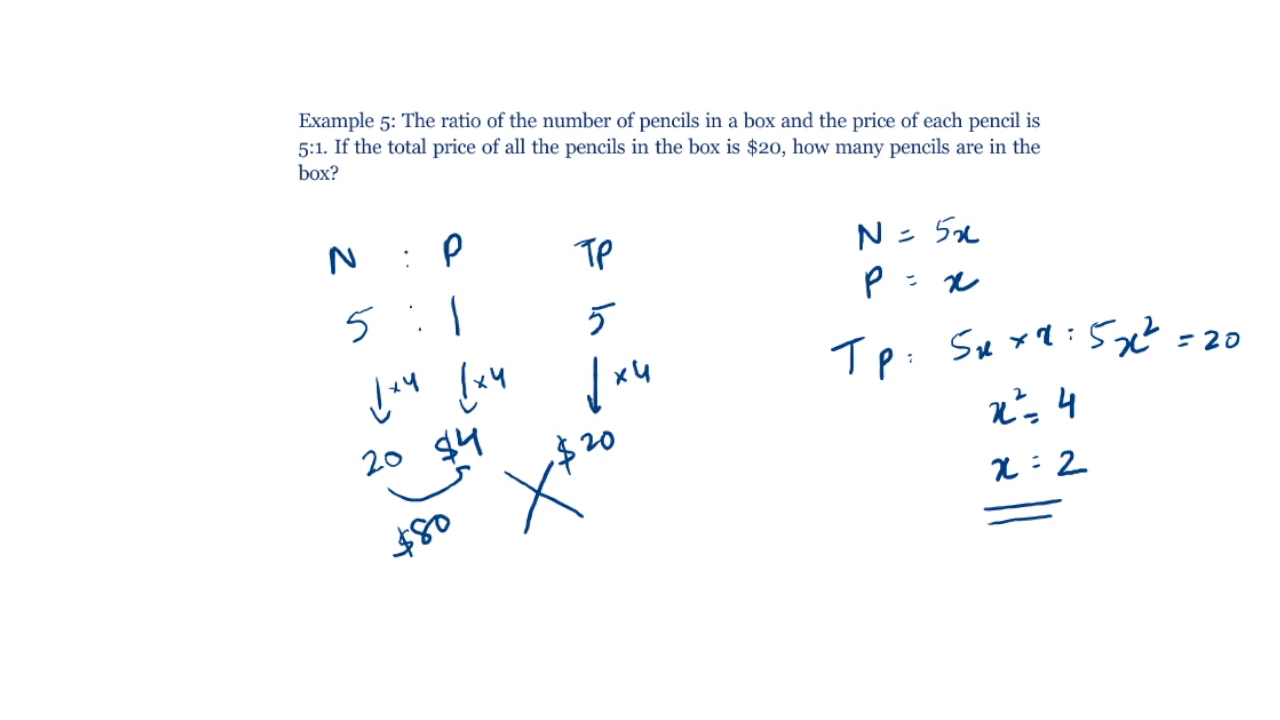 Example 5: The ratio of the number of pencils in a box and the price of each pencil is
5:1. If the total price of all the pencils in the box is $20, how many pencils are in the
box?
N : P TP
5 : 1 5
×4 ×4 ×4
20 $4 $20
$80
N = 5x
P = x
TP: 5x × x : 5x² = 20
x² = 4
x = 2